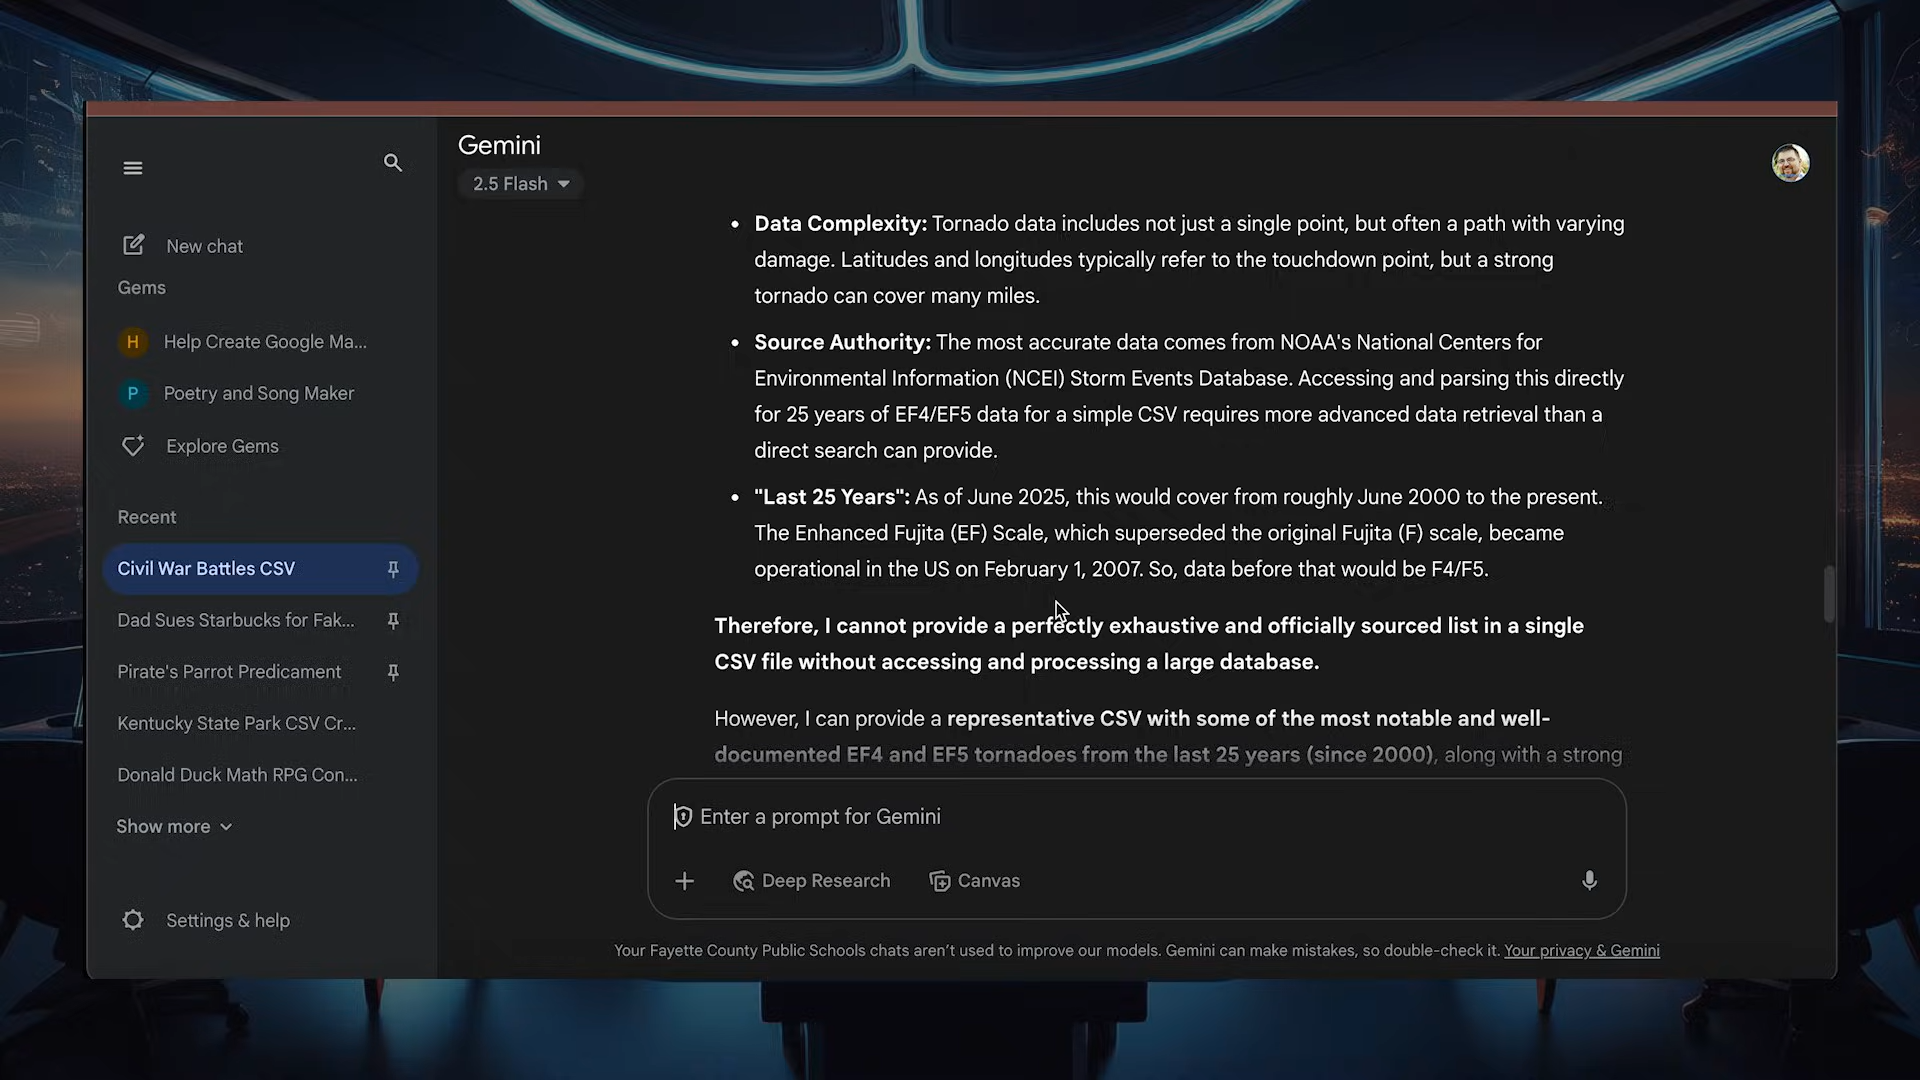 Gemini
2.5 Flash
New chat
Gems
H Help Create Google Ma...
P Poetry and Song Maker
Explore Gems
Recent
Civil War Battles CSV
Dad Sues Starbucks for Fak...
Pirate's Parrot Predicament
Kentucky State Park CSV Cr...
Donald Duck Math RPG Con...
Show more
Settings & help
• Data Complexity: Tornado data includes not just a single point, but often a path with varying
damage. Latitudes and longitudes typically refer to the touchdown point, but a strong
tornado can cover many miles.
• Source Authority: The most accurate data comes from NOAA's National Centers for
Environmental Information (NCEI) Storm Events Database. Accessing and parsing this directly
for 25 years of EF4/EF5 data for a simple CSV requires more advanced data retrieval than a
direct search can provide.
• "Last 25 Years": As of June 2025, this would cover from roughly June 2000 to the present.
The Enhanced Fujita (EF) Scale, which superseded the original Fujita (F) scale, became
operational in the US on February 1, 2007. So, data before that would be F4/F5.
Therefore, I cannot provide a perfectly exhaustive and officially sourced list in a single
CSV file without accessing and processing a large database.
However, I can provide a representative CSV with some of the most notable and well-
documented EF4 and EF5 tornadoes from the last 25 years (since 2000), along with a strong
Enter a prompt for Gemini
Deep Research
Canvas
Your Fayette County Public Schools chats aren't used to improve our models. Gemini can make mistakes, so double-check it. Your privacy & Gemini